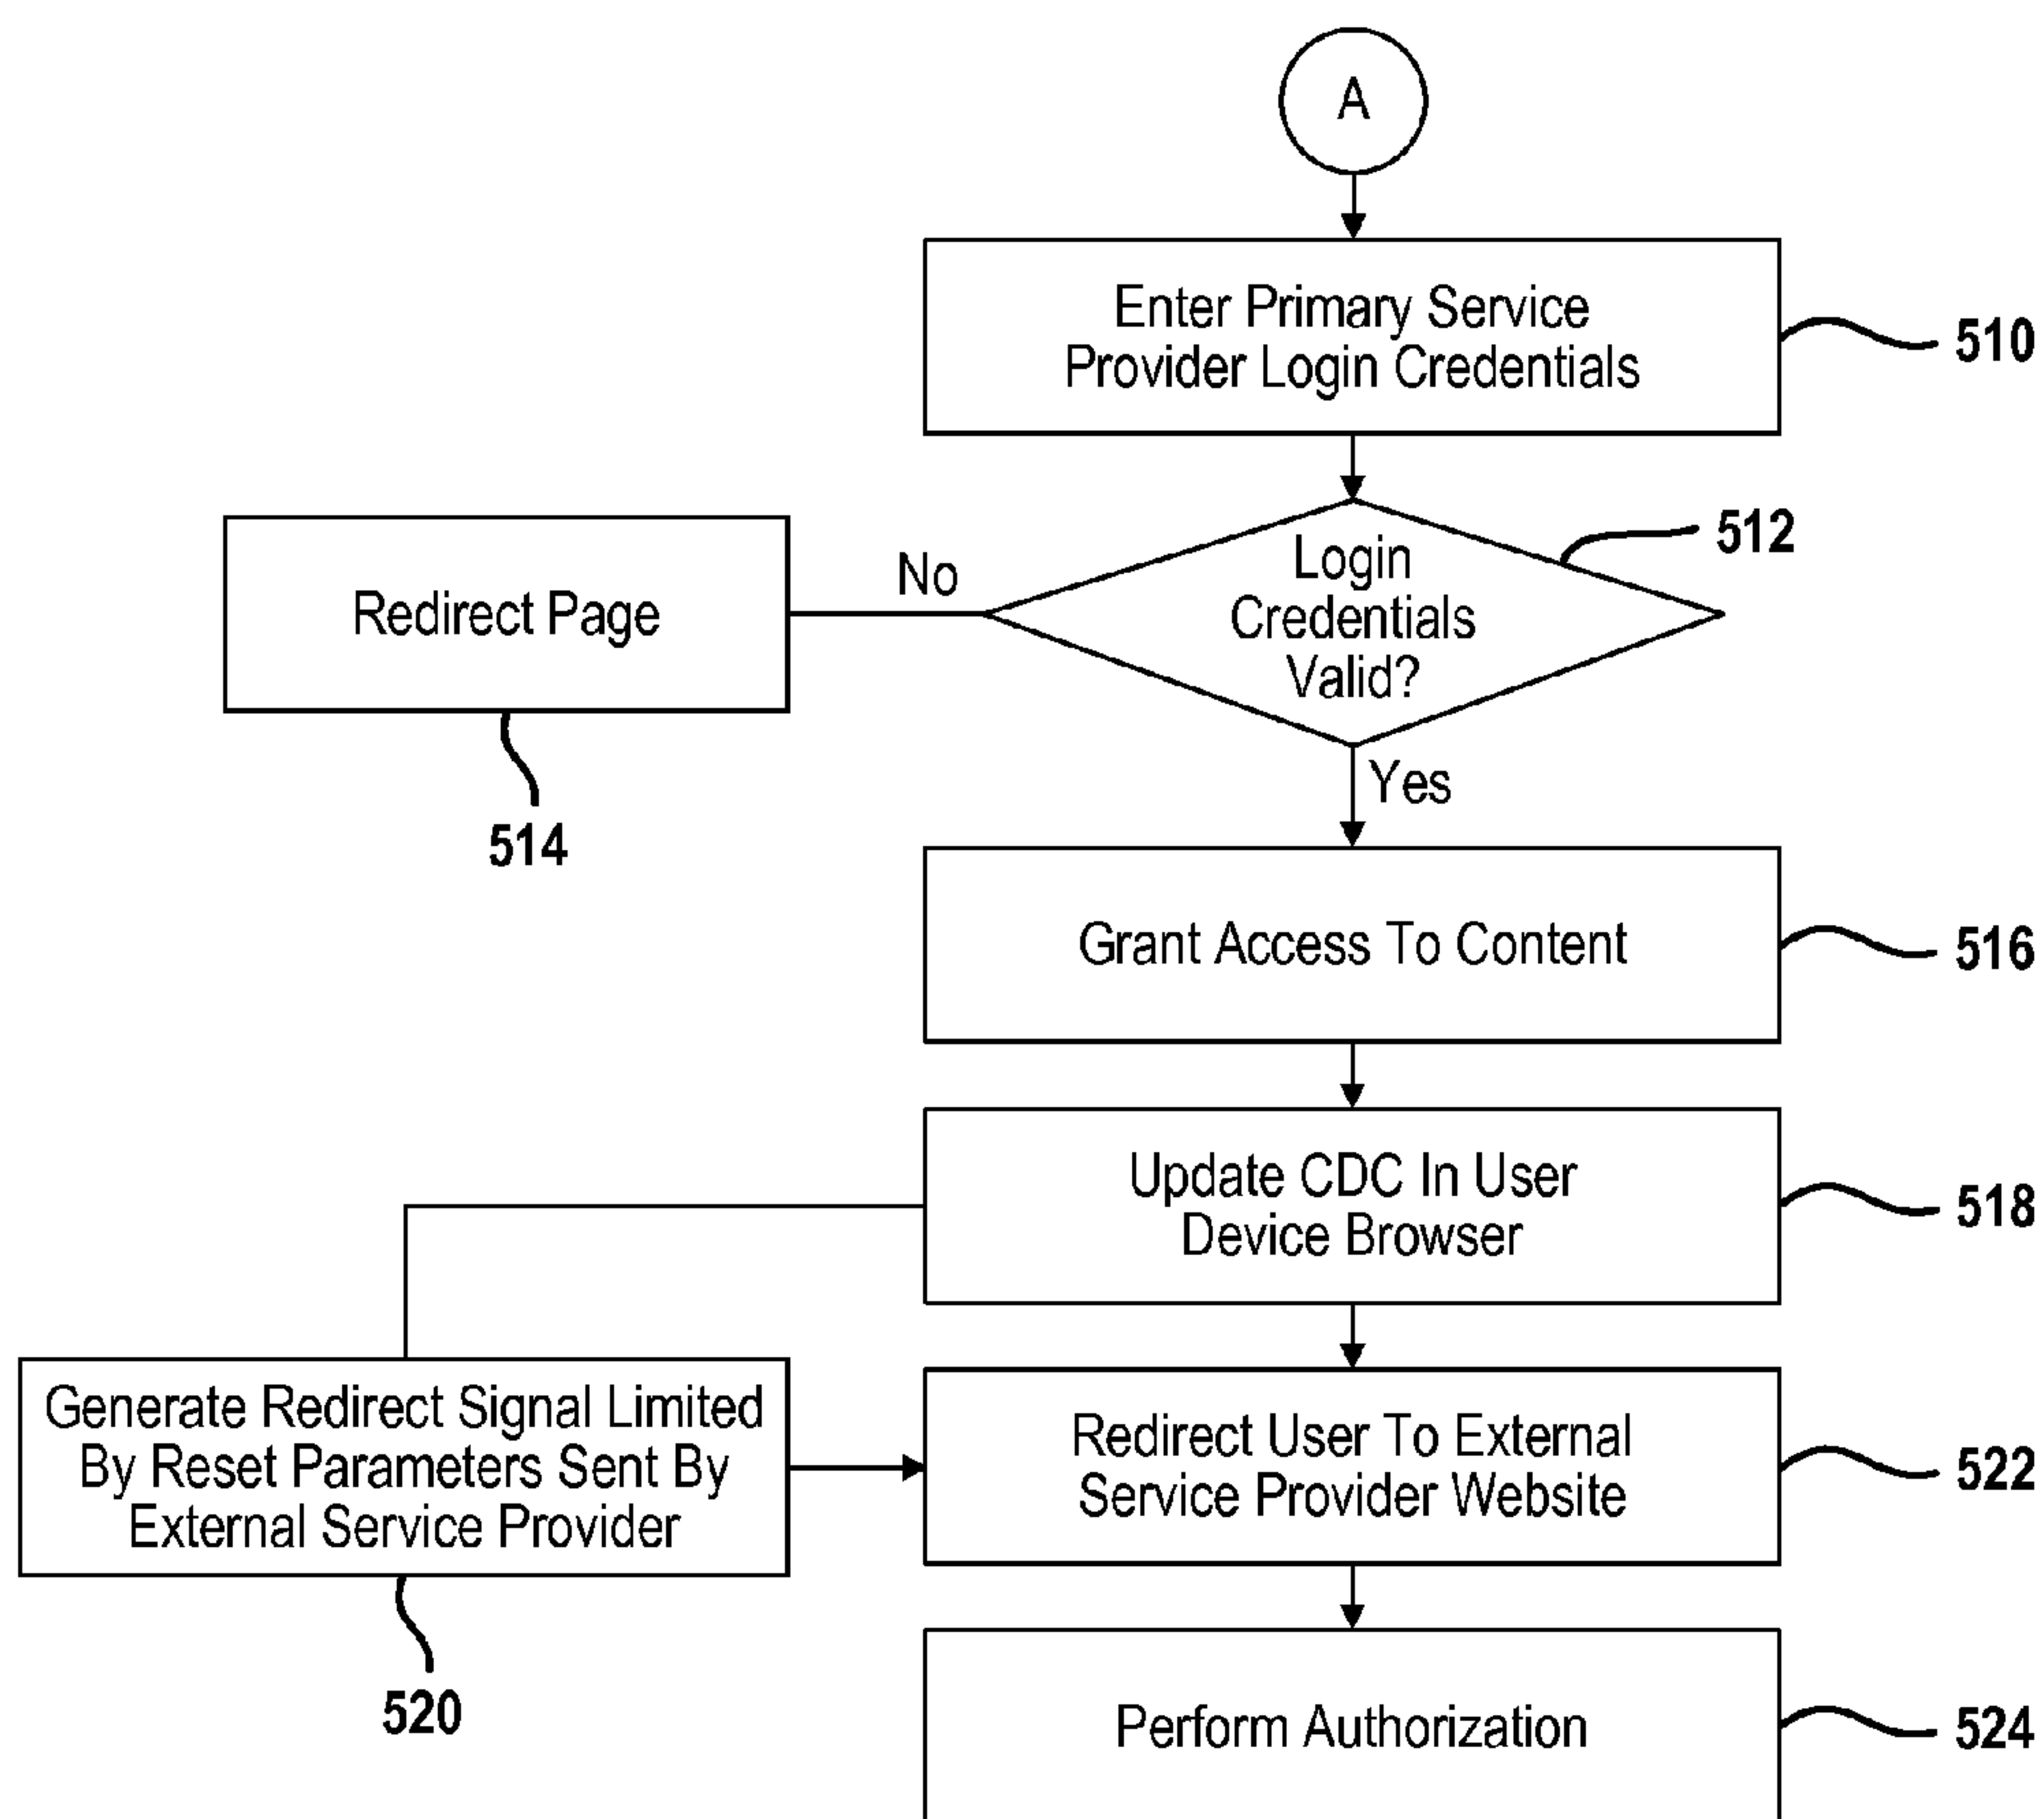 A
Enter Primary Service
Provider Login Credentials
510
Login
Credentials
Valid?
512
No
Redirect Page
514
Yes
Grant Access To Content
516
Update CDC In User
Device Browser
518
Generate Redirect Signal Limited
By Reset Parameters Sent By
External Service Provider
520
Redirect User To External
Service Provider Website
522
Perform Authorization
524